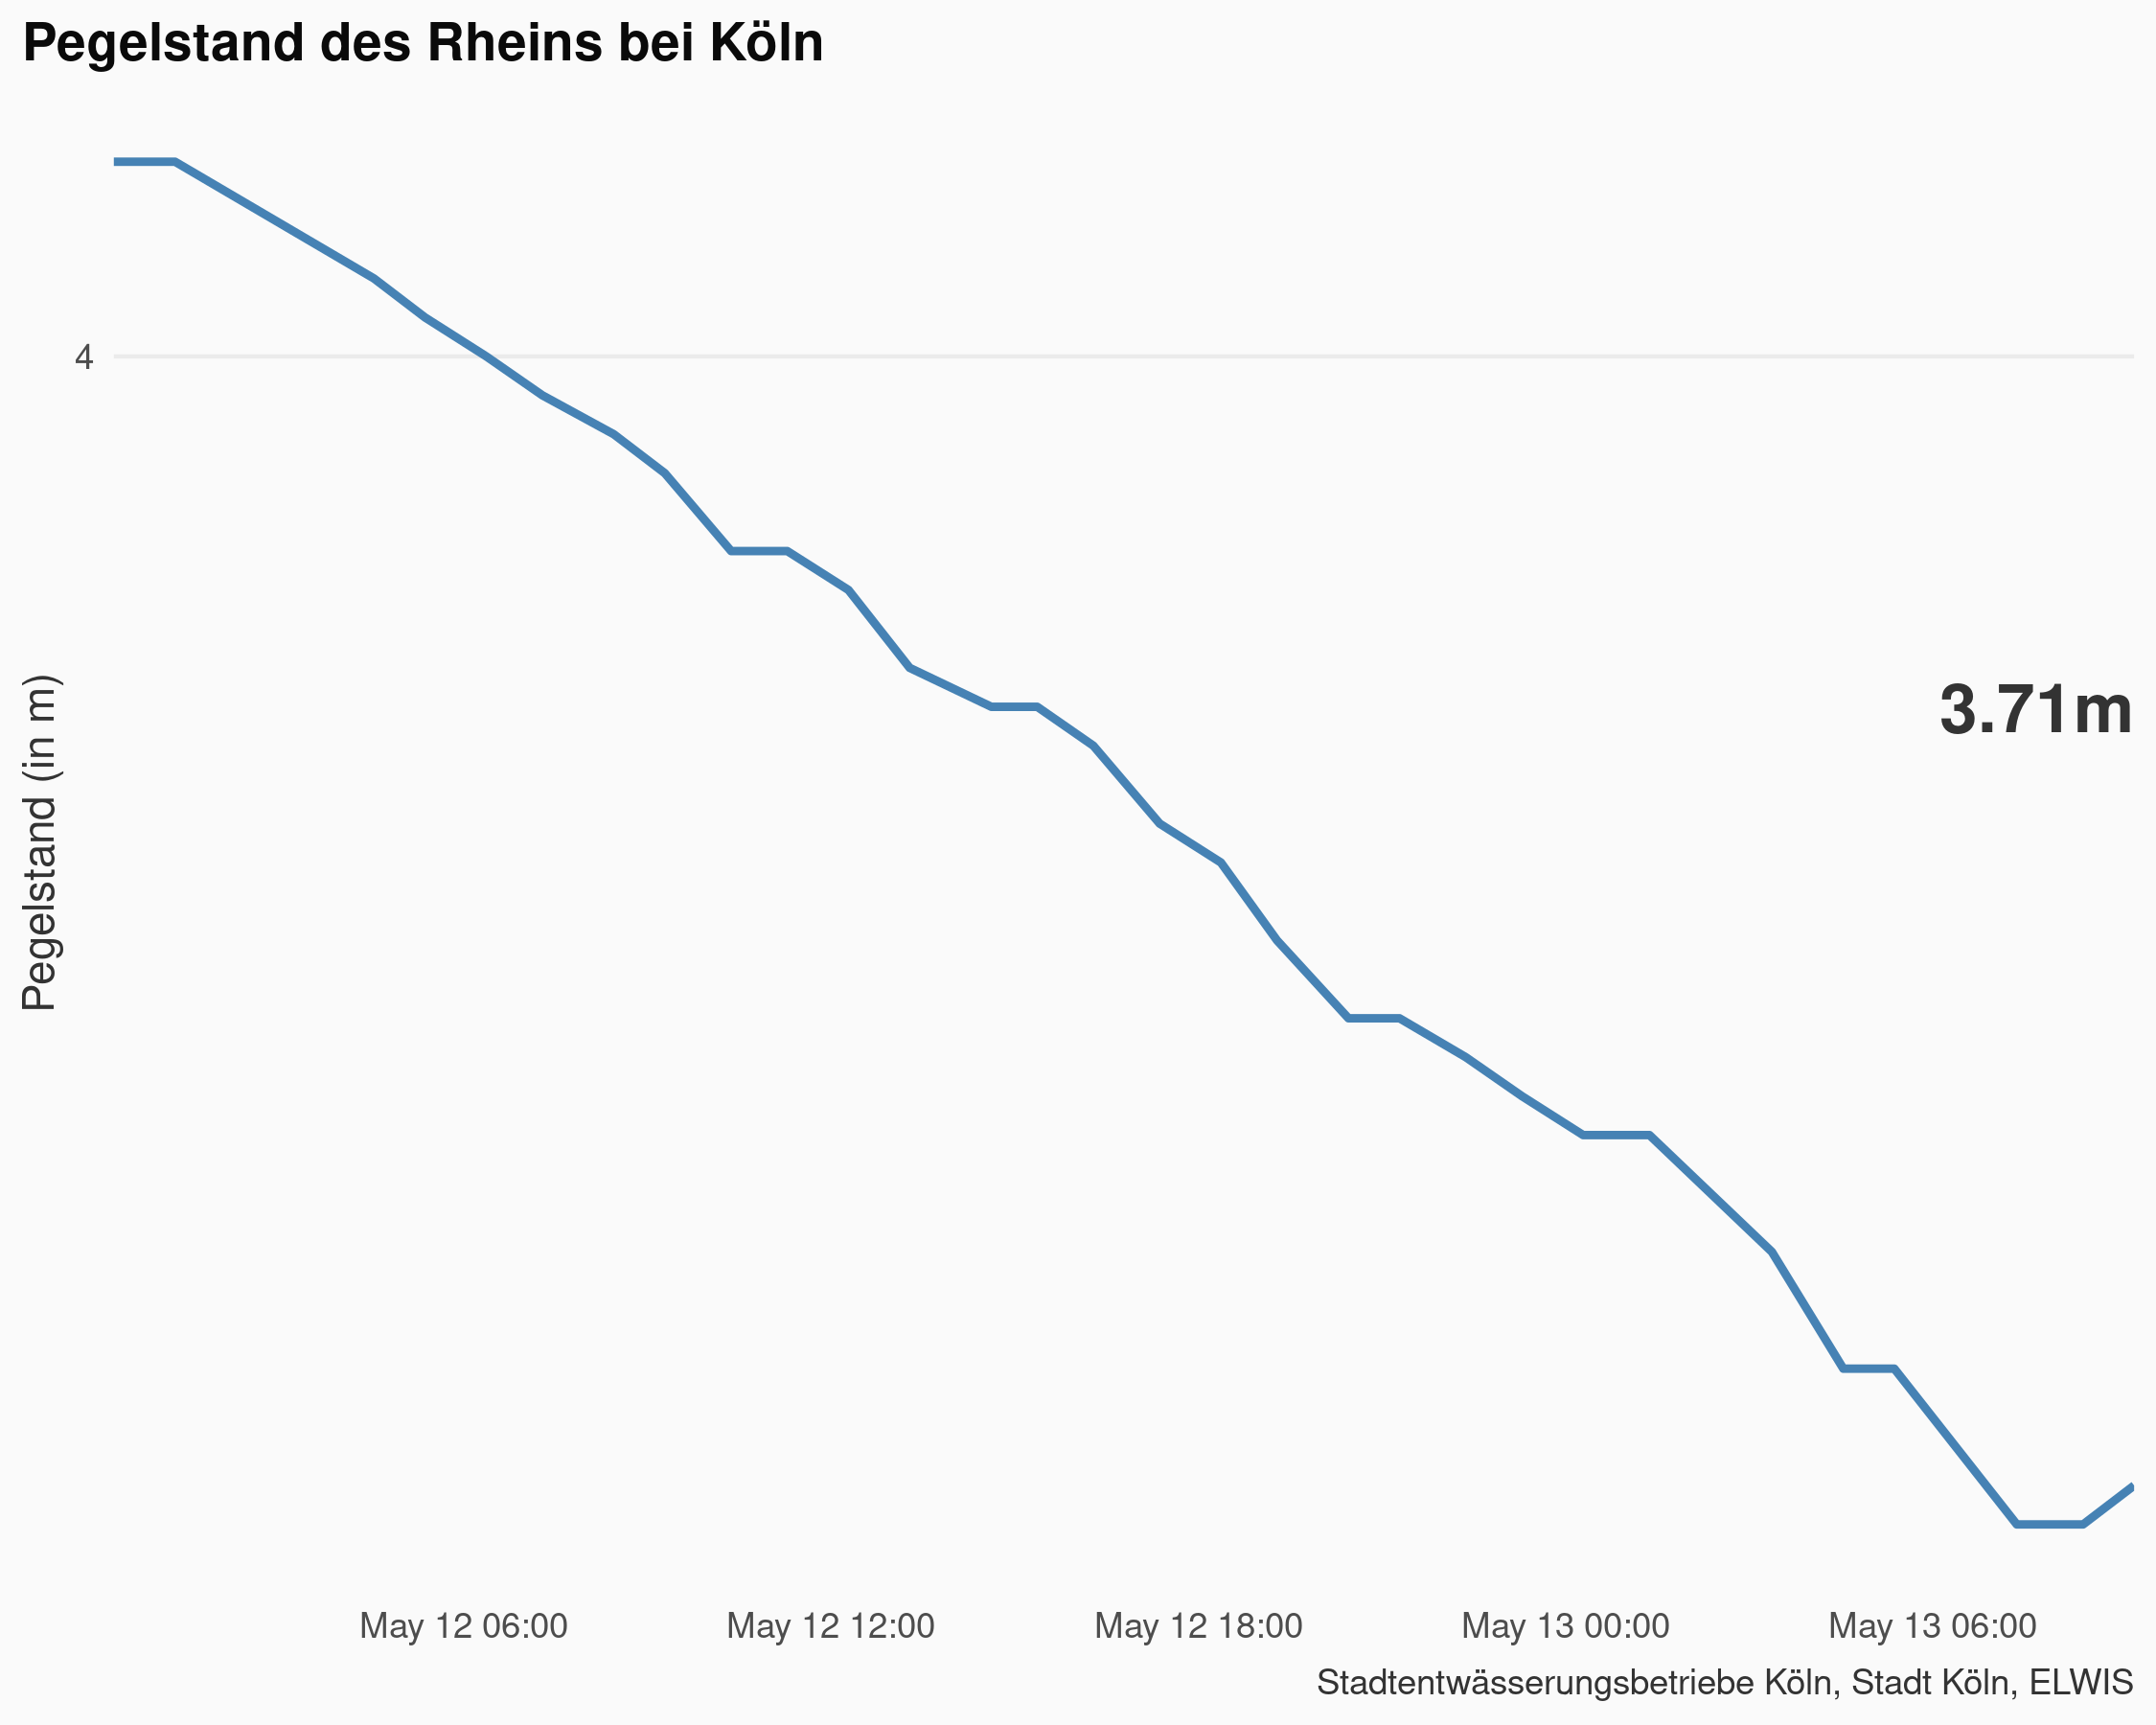 Pegelstand des Rheins bei Köln
4
Pegelstand (in m)
3.71m
May 12 06:00 May 12 12:00 May 12 18:00 May 13 00:00 May 13 06:00
Stadtentwässerungsbetriebe Köln, Stadt Köln, ELWIS